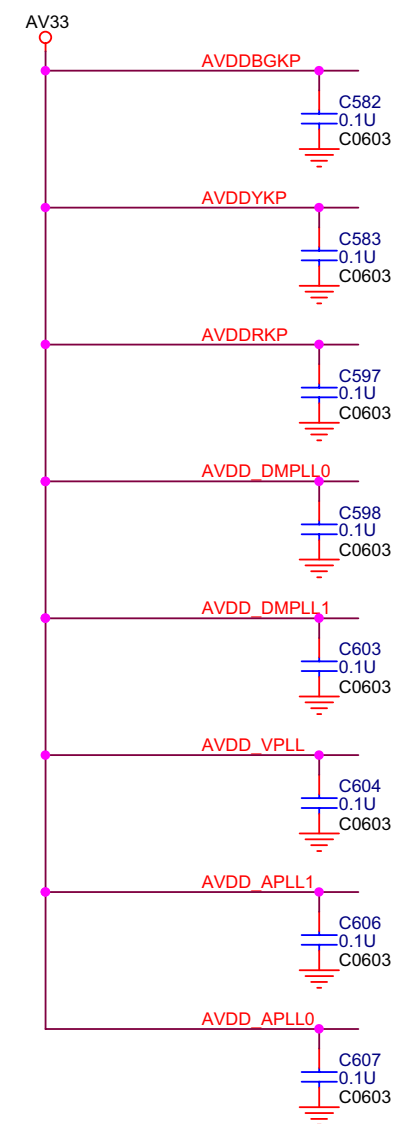 AV33
AVDDBGKP
C582
0.1U
C0603
AVDDYKP
C583
0.1U
C0603
AVDDRKP
C597
0.1U
C0603
AVDD_DMPLL0
C598
0.1U
C0603
AVDD_DMPLL1
C603
0.1U
C0603
AVDD_VPLL
C604
0.1U
C0603
AVDD_APLL1
C606
0.1U
C0603
AVDD_APLL0
C607
0.1U
C0603